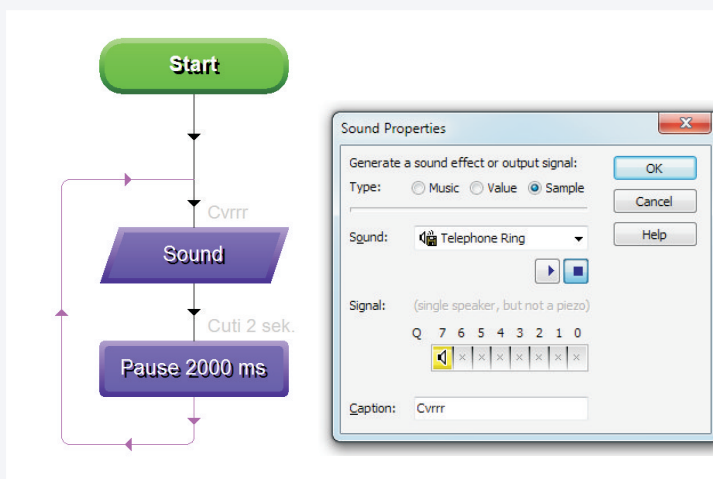 Start
Cvrrr
Sound
Cuti 2 sek.
Pause 2000 ms
Sound Properties
Generate a sound effect or output signal:
Type: Music Value Sample
Sound: Telephone Ring
Signal: (single speaker, but not a piezo)
Q 7 6 5 4 3 2 1 0
Caption: Cvrrr
OK
Cancel
Help